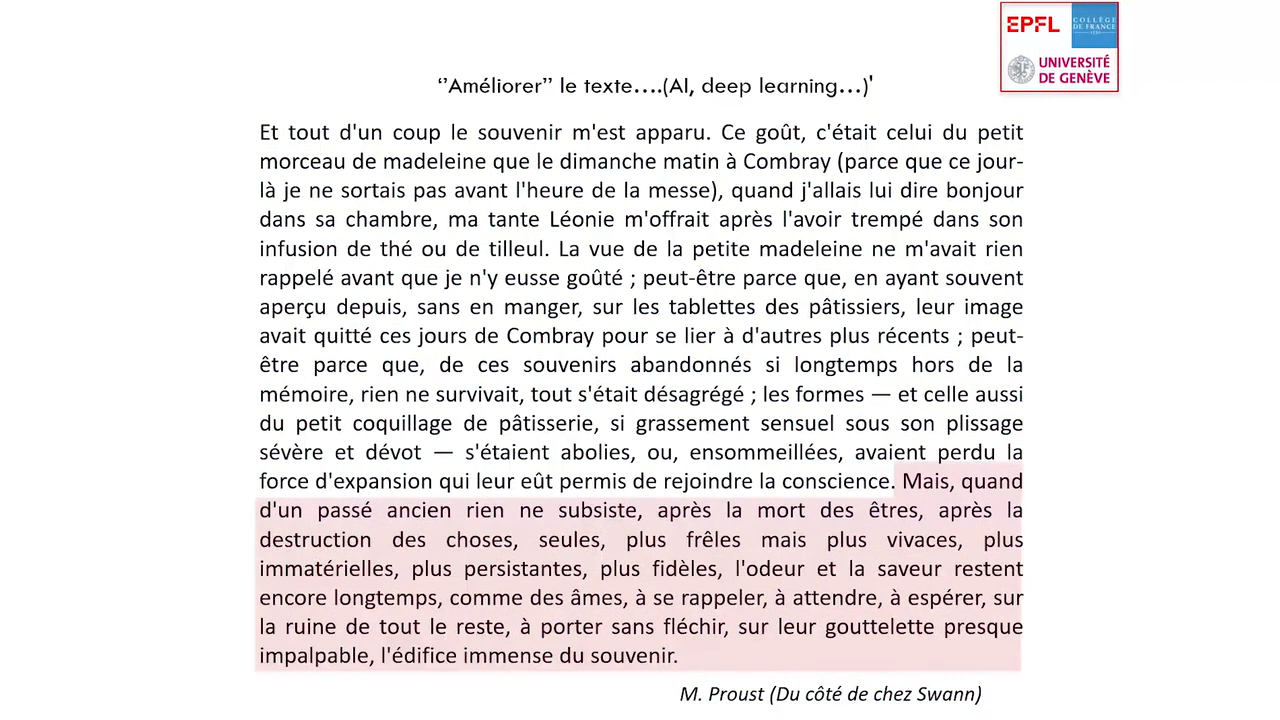 EPFL
COLLÈGE
DE FRANCE
1530
UNIVERSITÉ
DE GENÈVE
‘’Améliorer’’ le texte….(AI, deep learning…)'
Et tout d'un coup le souvenir m'est apparu. Ce goût, c'était celui du petit
morceau de madeleine que le dimanche matin à Combray (parce que ce jour-
là je ne sortais pas avant l'heure de la messe), quand j'allais lui dire bonjour
dans sa chambre, ma tante Léonie m'offrait après l'avoir trempé dans son
infusion de thé ou de tilleul. La vue de la petite madeleine ne m'avait rien
rappelé avant que je n'y eusse goûté ; peut-être parce que, en ayant souvent
aperçu depuis, sans en manger, sur les tablettes des pâtissiers, leur image
avait quitté ces jours de Combray pour se lier à d'autres plus récents ; peut-
être parce que, de ces souvenirs abandonnés si longtemps hors de la
mémoire, rien ne survivait, tout s'était désagrégé ; les formes — et celle aussi
du petit coquillage de pâtisserie, si grassement sensuel sous son plissage
sévère et dévot — s'étaient abolies, ou, ensommeillées, avaient perdu la
force d'expansion qui leur eût permis de rejoindre la conscience. Mais, quand
d'un passé ancien rien ne subsiste, après la mort des êtres, après la
destruction des choses, seules, plus frêles mais plus vivaces, plus
immatérielles, plus persistantes, plus fidèles, l'odeur et la saveur restent
encore longtemps, comme des âmes, à se rappeler, à attendre, à espérer, sur
la ruine de tout le reste, à porter sans fléchir, sur leur gouttelette presque
impalpable, l'édifice immense du souvenir.
M. Proust (Du côté de chez Swann)